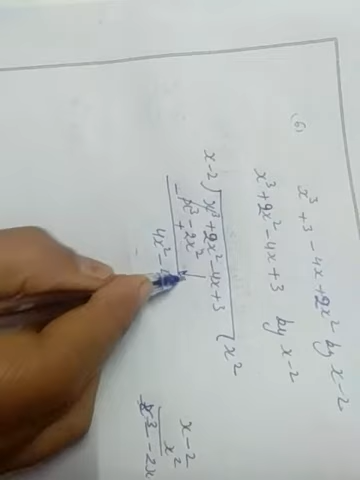 (6) x³ + 3 - 4x + 2x² by x - 2
x³ + 2x² - 4x + 3 by x - 2
x - 2 ) x³ + 2x² - 4x + 3 ( x²
- x³ - 2x²
+
4x² -
x - 2
x²
x3 - 2x